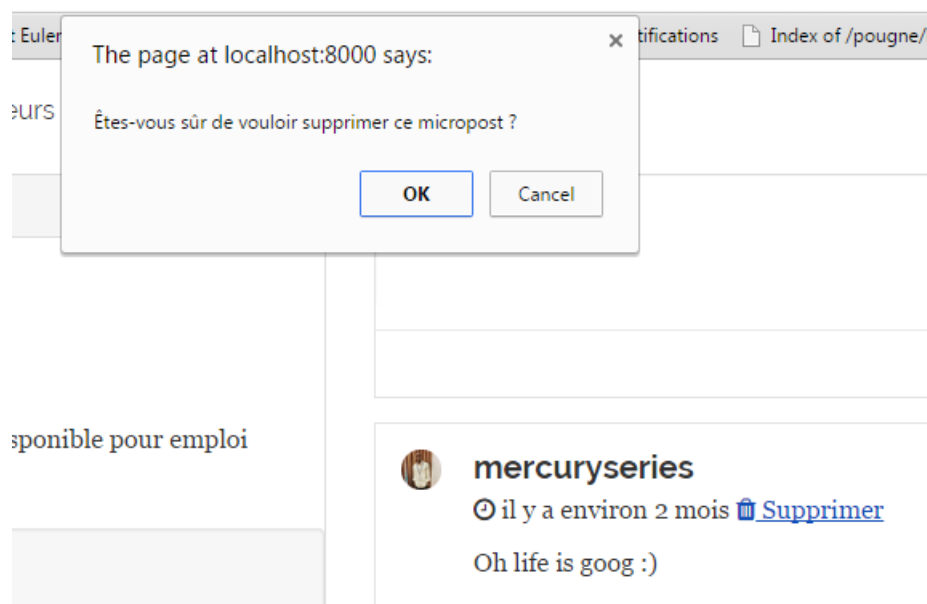 t Euler
tifications
Index of /pougne/
The page at localhost:8000 says:
eurs
Êtes-vous sûr de vouloir supprimer ce micropost ?
OK
Cancel
sponible pour emploi
mercuryseries
il y a environ 2 mois Supprimer
Oh life is goog :)